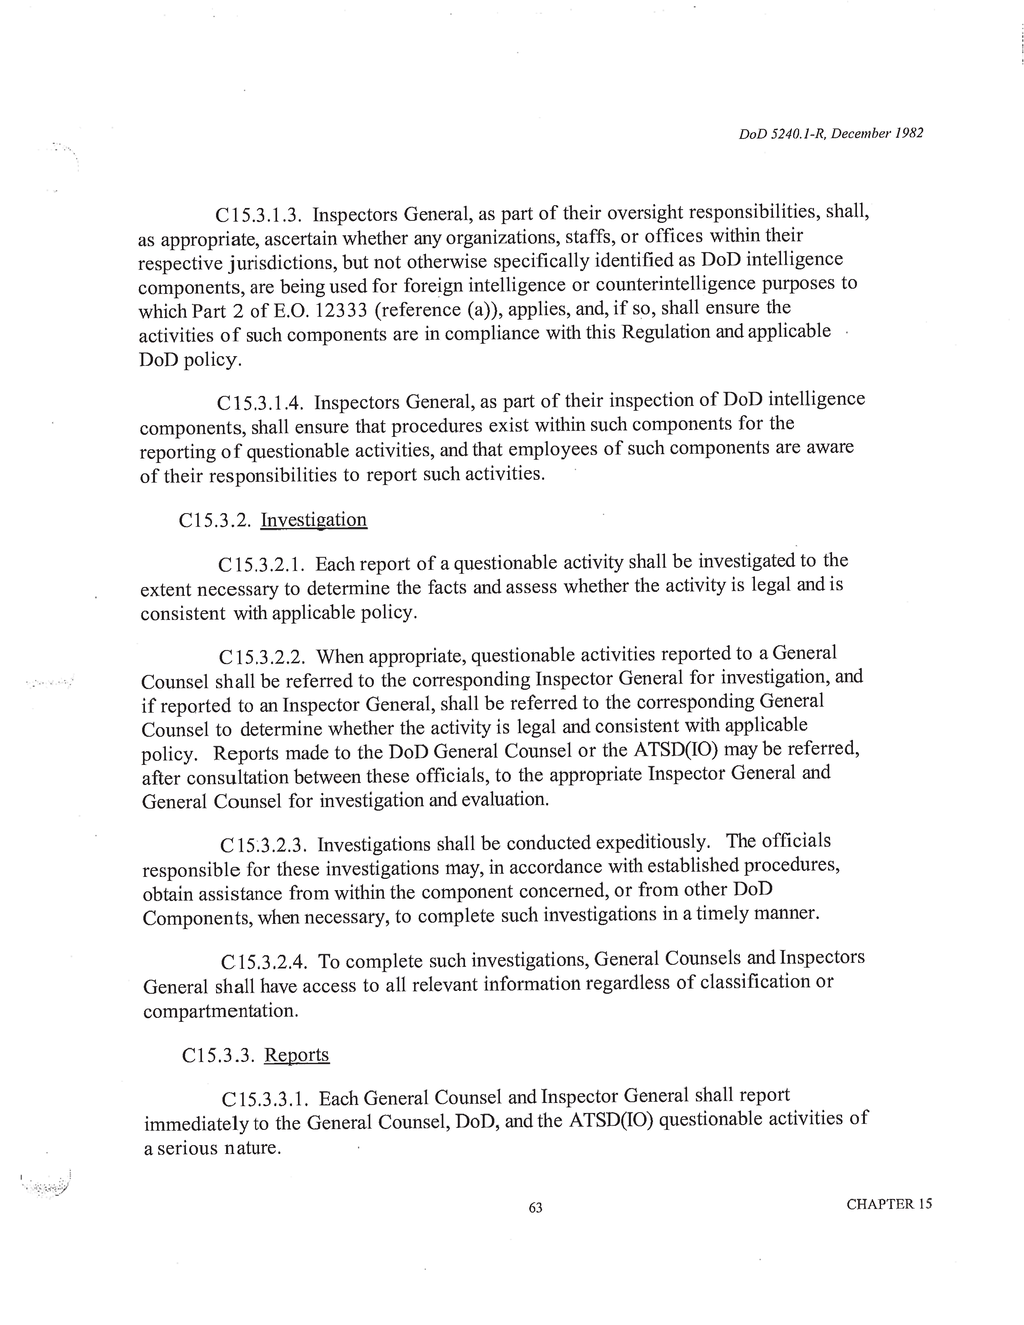 DoD 5240.1-R, December 1982
C15.3.1.3. Inspectors General, as part of their oversight responsibilities, shall,
as appropriate, ascertain whether any organizations, staffs, or offices within their
respective jurisdictions, but not otherwise specifically identified as DoD intelligence
components, are being used for foreign intelligence or counterintelligence purposes to
which Part 2 of E.O. 12333 (reference (a)), applies, and, if so, shall ensure the
activities of such components are in compliance with this Regulation and applicable
DoD policy.
C15.3.1.4. Inspectors General, as part of their inspection of DoD intelligence
components, shall ensure that procedures exist within such components for the
reporting of questionable activities, and that employees of such components are aware
of their responsibilities to report such activities.
C15.3.2. Investigation
C15.3.2.1. Each report of a questionable activity shall be investigated to the
extent necessary to determine the facts and assess whether the activity is legal and is
consistent with applicable policy.
C15.3.2.2. When appropriate, questionable activities reported to a General
Counsel shall be referred to the corresponding Inspector General for investigation, and
if reported to an Inspector General, shall be referred to the corresponding General
Counsel to determine whether the activity is legal and consistent with applicable
policy. Reports made to the DoD General Counsel or the ATSD(IO) may be referred,
after consultation between these officials, to the appropriate Inspector General and
General Counsel for investigation and evaluation.
C15.3.2.3. Investigations shall be conducted expeditiously. The officials
responsible for these investigations may, in accordance with established procedures,
obtain assistance from within the component concerned, or from other DoD
Components, when necessary, to complete such investigations in a timely manner.
C15.3.2.4. To complete such investigations, General Counsels and Inspectors
General shall have access to all relevant information regardless of classification or
compartmentation.
C15.3.3. Reports
C15.3.3.1. Each General Counsel and Inspector General shall report
immediately to the General Counsel, DoD, and the ATSD(IO) questionable activities of
a serious nature.
63
CHAPTER 15